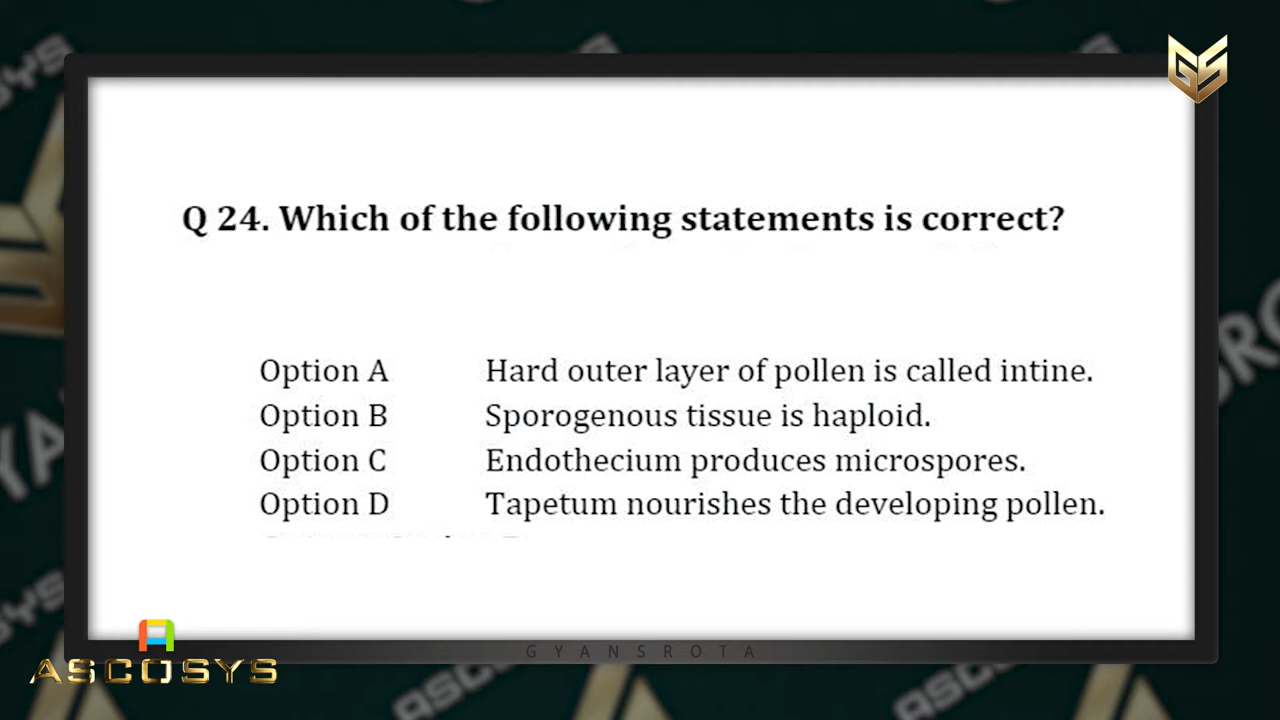 GS
Q 24. Which of the following statements is correct?
Option A Hard outer layer of pollen is called intine.
Option B Sporogenous tissue is haploid.
Option C Endothecium produces microspores.
Option D Tapetum nourishes the developing pollen.
GYANSROTA
ASCOSYS